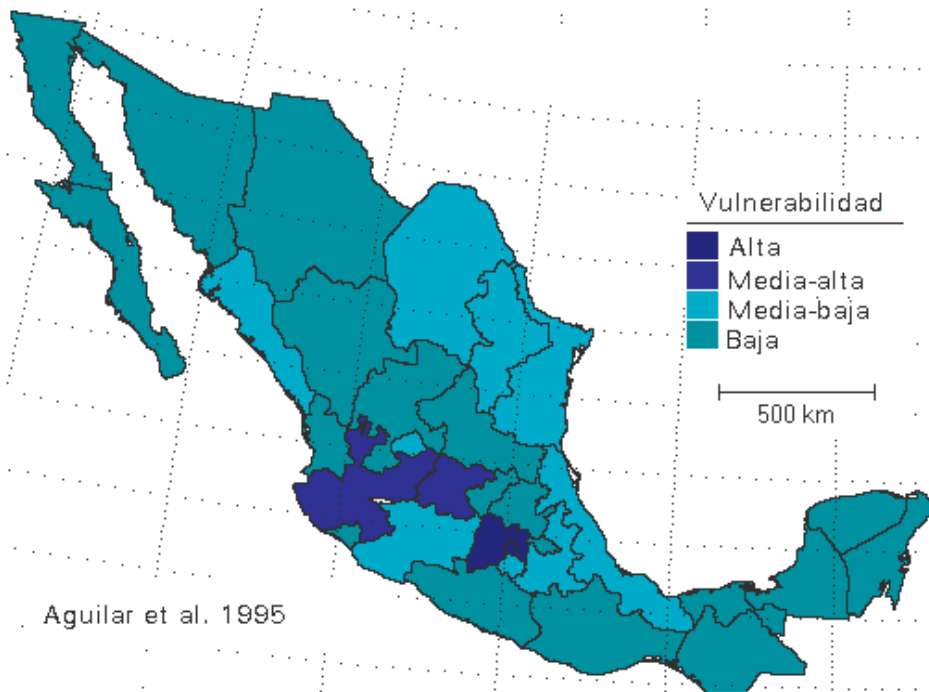 Vulnerabilidad
Alta
Media-alta
Media-baja
Baja
500 km
Aguilar et al. 1995